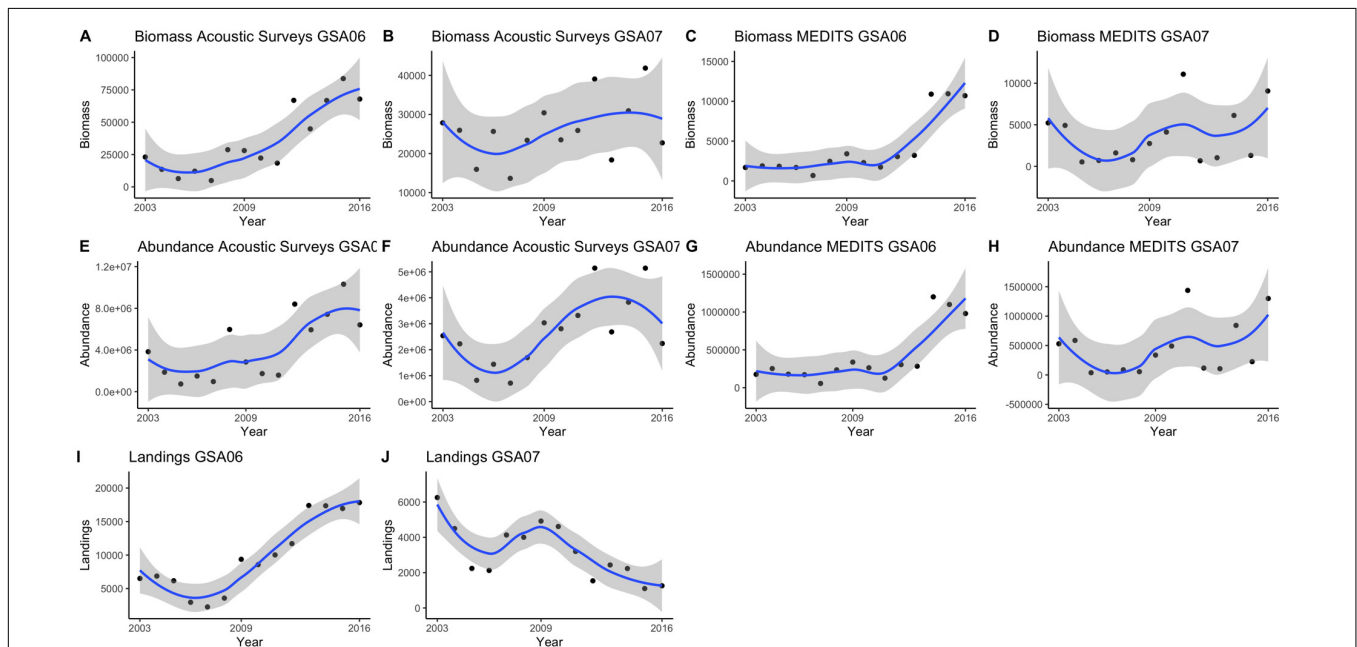 A Biomass Acoustic Surveys GSA06
Biomass
100000
75000
50000
25000
0
2003 2009 2016
Year
B Biomass Acoustic Surveys GSA07
Biomass
40000
30000
20000
10000
2003 2009 2016
Year
C Biomass MEDITS GSA06
Biomass
15000
10000
5000
0
2003 2009 2016
Year
D Biomass MEDITS GSA07
Biomass
10000
5000
0
2003 2009 2016
Year
E Abundance Acoustic Surveys GSA0
Abundance
1.2e+07
8.0e+06
4.0e+06
0.0e+00
2003 2009 2016
Year
F Abundance Acoustic Surveys GSA07
Abundance
5e+06
4e+06
3e+06
2e+06
1e+06
0e+00
2003 2009 2016
Year
G Abundance MEDITS GSA06
Abundance
1500000
1000000
500000
0
2003 2009 2016
Year
H Abundance MEDITS GSA07
Abundance
1500000
1000000
500000
0
-500000
2003 2009 2016
Year
I Landings GSA06
Landings
20000
15000
10000
5000
2003 2009 2016
Year
J Landings GSA07
Landings
6000
4000
2000
0
2003 2009 2016
Year